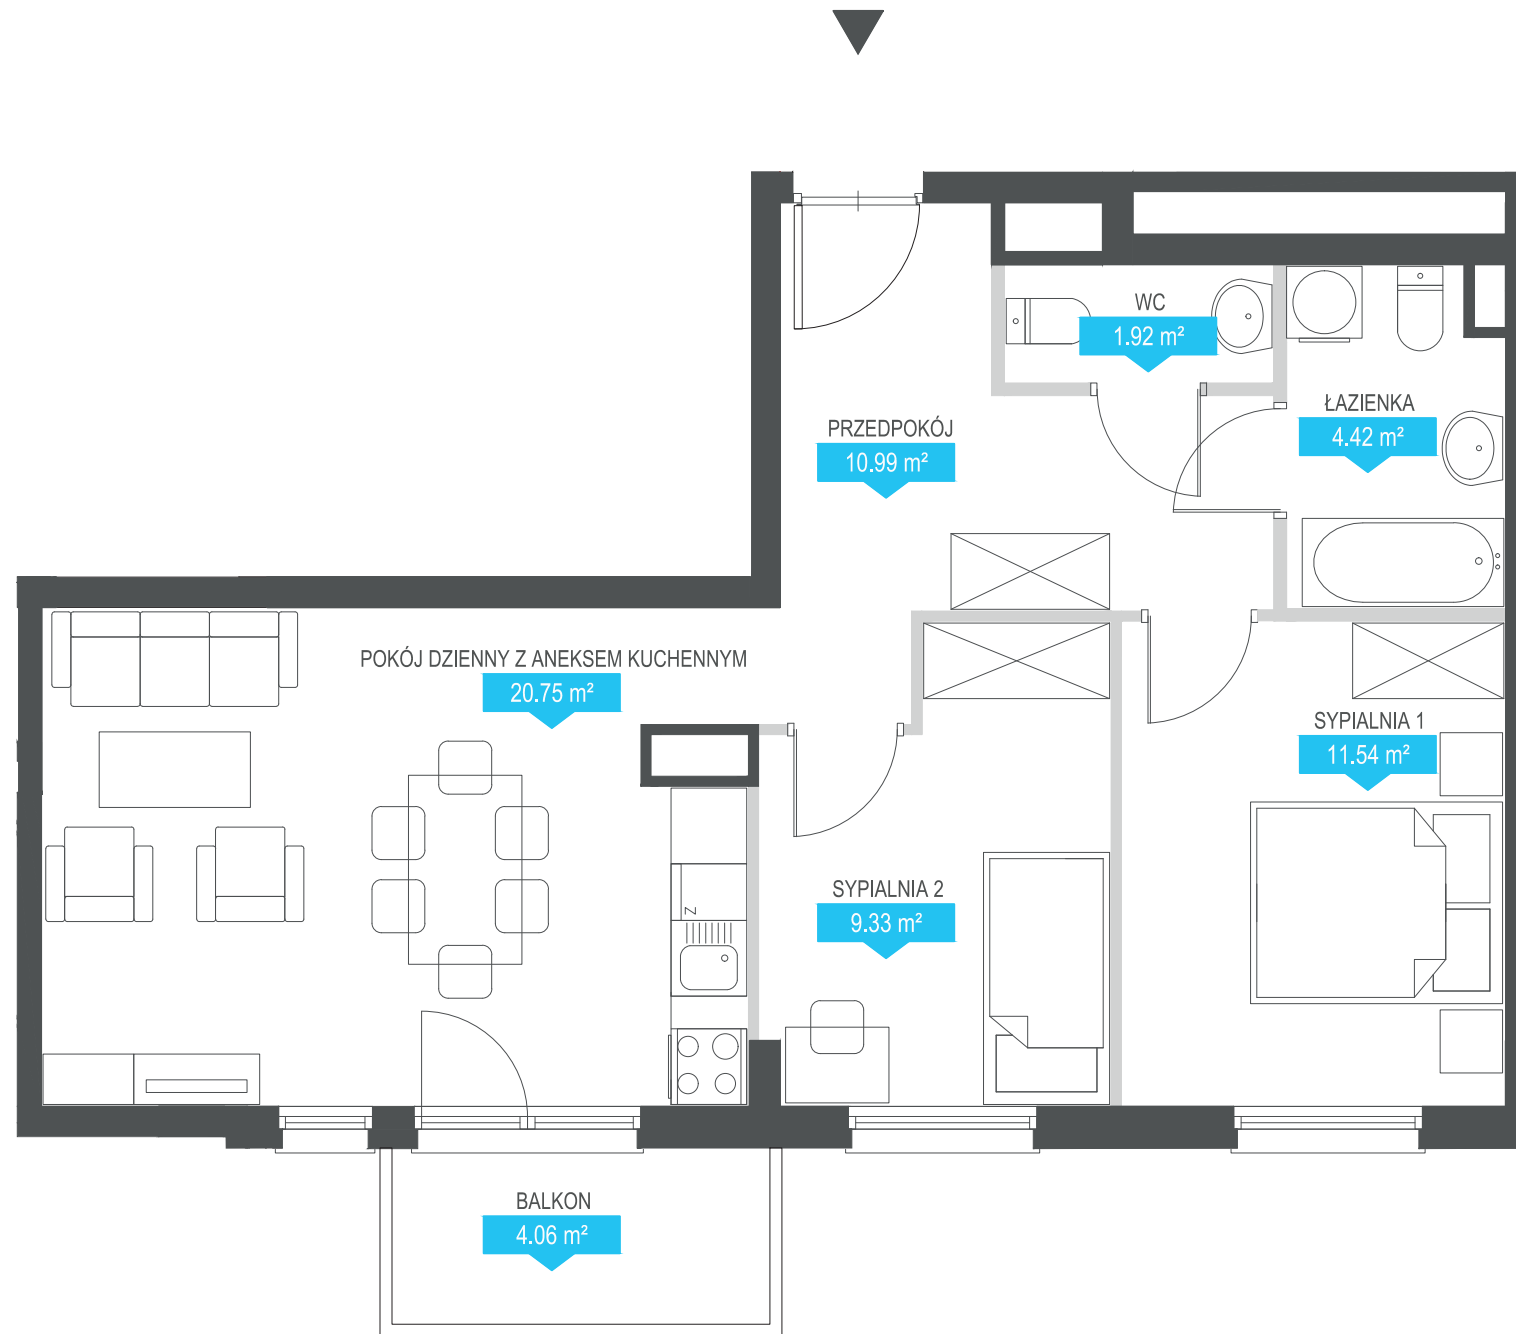 WC
1.92 m²
ŁAZIENKA
4.42 m²
PRZEDPOKÓJ
10.99 m²
POKÓJ DZIENNY Z ANEKSEM KUCHENNYM
20.75 m²
SYPIALNIA 1
11.54 m²
SYPIALNIA 2
9.33 m²
Z
BALKON
4.06 m²